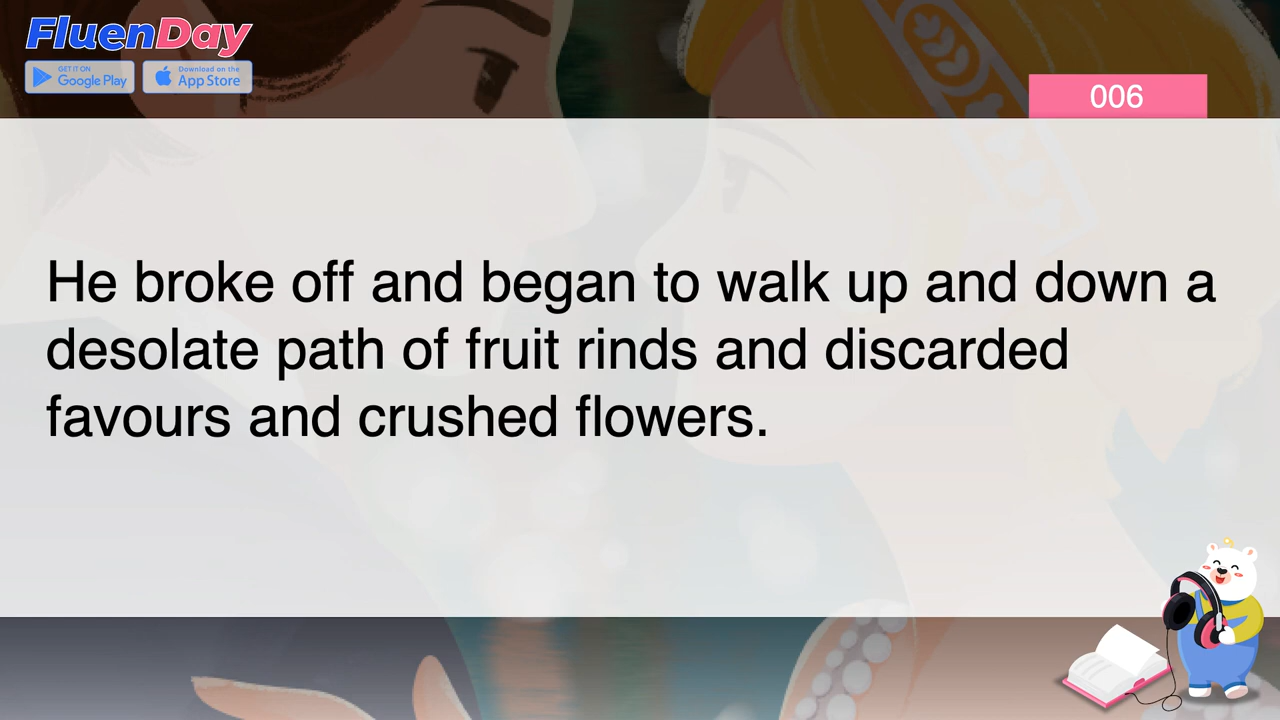 FluenDay
GET IT ON
Google Play
Download on the
App Store
006
He broke off and began to walk up and down a
desolate path of fruit rinds and discarded
favours and crushed flowers.